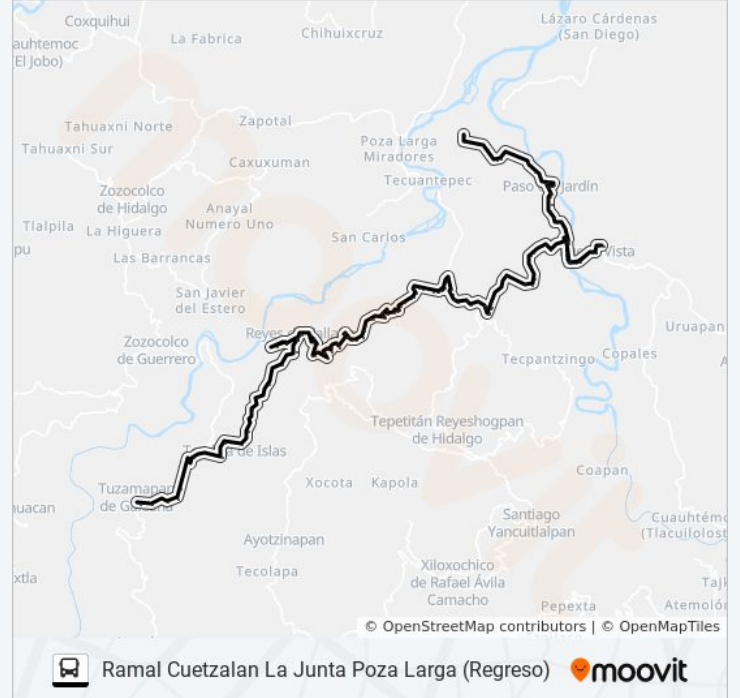 Coxquihui
La Fabrica
Chihuixcruz
Lázaro Cárdenas
(San Diego)
auhtemoc
(El Jobo)
Tahuaxni Norte
Zapotal
Tahuaxni Sur
Caxuxuman
Poza Larga
Miradores
Tecuantepec
Paso Jardín
Zozocolco
de Hidalgo
Anayal
Numero Uno
Tlalpila
La Higuera
San Carlos
pu
Las Barrancas
Vista
San Javier
del Estero
Reyes
Uruapan
Zozocolco
de Guerrero
Tecpantzingo
Copales
Tepetitán Reyeshogpan
de Hidalgo
de Islas
Coapan
Tuzamapan
de
Xocota
Kapola
uacan
Santiago
Yancuitlalpan
Cuauhtémo
(Tlacuilolost
Ayotzinapan
xtla
Tecolapa
Xiloxochico
de Rafael Ávila
Camacho
Tajk
Pepexta
Atemoló
moovit
© OpenStreetMap contributors | © OpenMapTiles
Ramal Cuetzalan La Junta Poza Larga (Regreso)
moovit